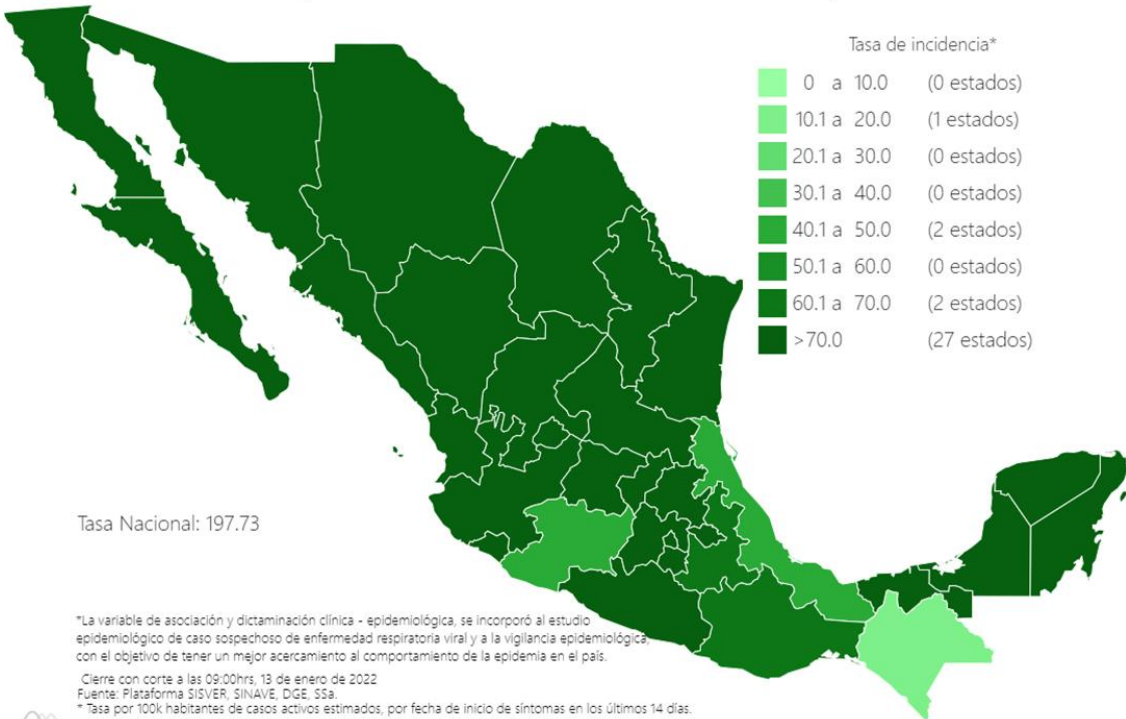 Tasa de incidencia*
0 a 10.0 (0 estados)
10.1 a 20.0 (1 estados)
20.1 a 30.0 (0 estados)
30.1 a 40.0 (0 estados)
40.1 a 50.0 (2 estados)
50.1 a 60.0 (0 estados)
60.1 a 70.0 (2 estados)
>70.0 (27 estados)
Tasa Nacional: 197.73
*La variable de asociación y dictaminación clínica - epidemiológica, se incorporó al estudio
epidemiológico de caso sospechoso de enfermedad respiratoria viral y a la vigilancia epidemiológica,
con el objetivo de tener un mejor acercamiento al comportamiento de la epidemia en el país.
Cierre con corte a las 09:00hrs, 13 de enero de 2022
Fuente: Plataforma SISVER, SINAVE, DGE, SSa.
* Tasa por 100k habitantes de casos activos estimados, por fecha de inicio de síntomas en los últimos 14 días.